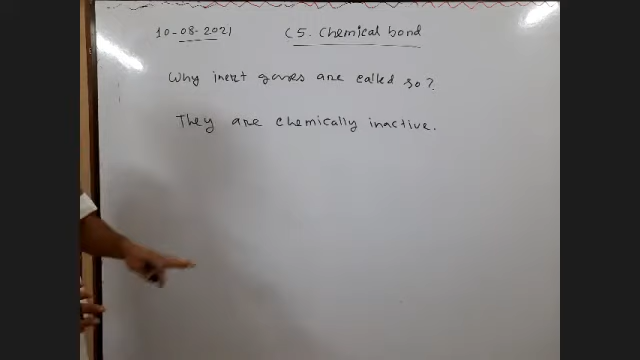 10-08-2021 C5. Chemical bond
Why inert gases are called so?
They are chemically inactive.